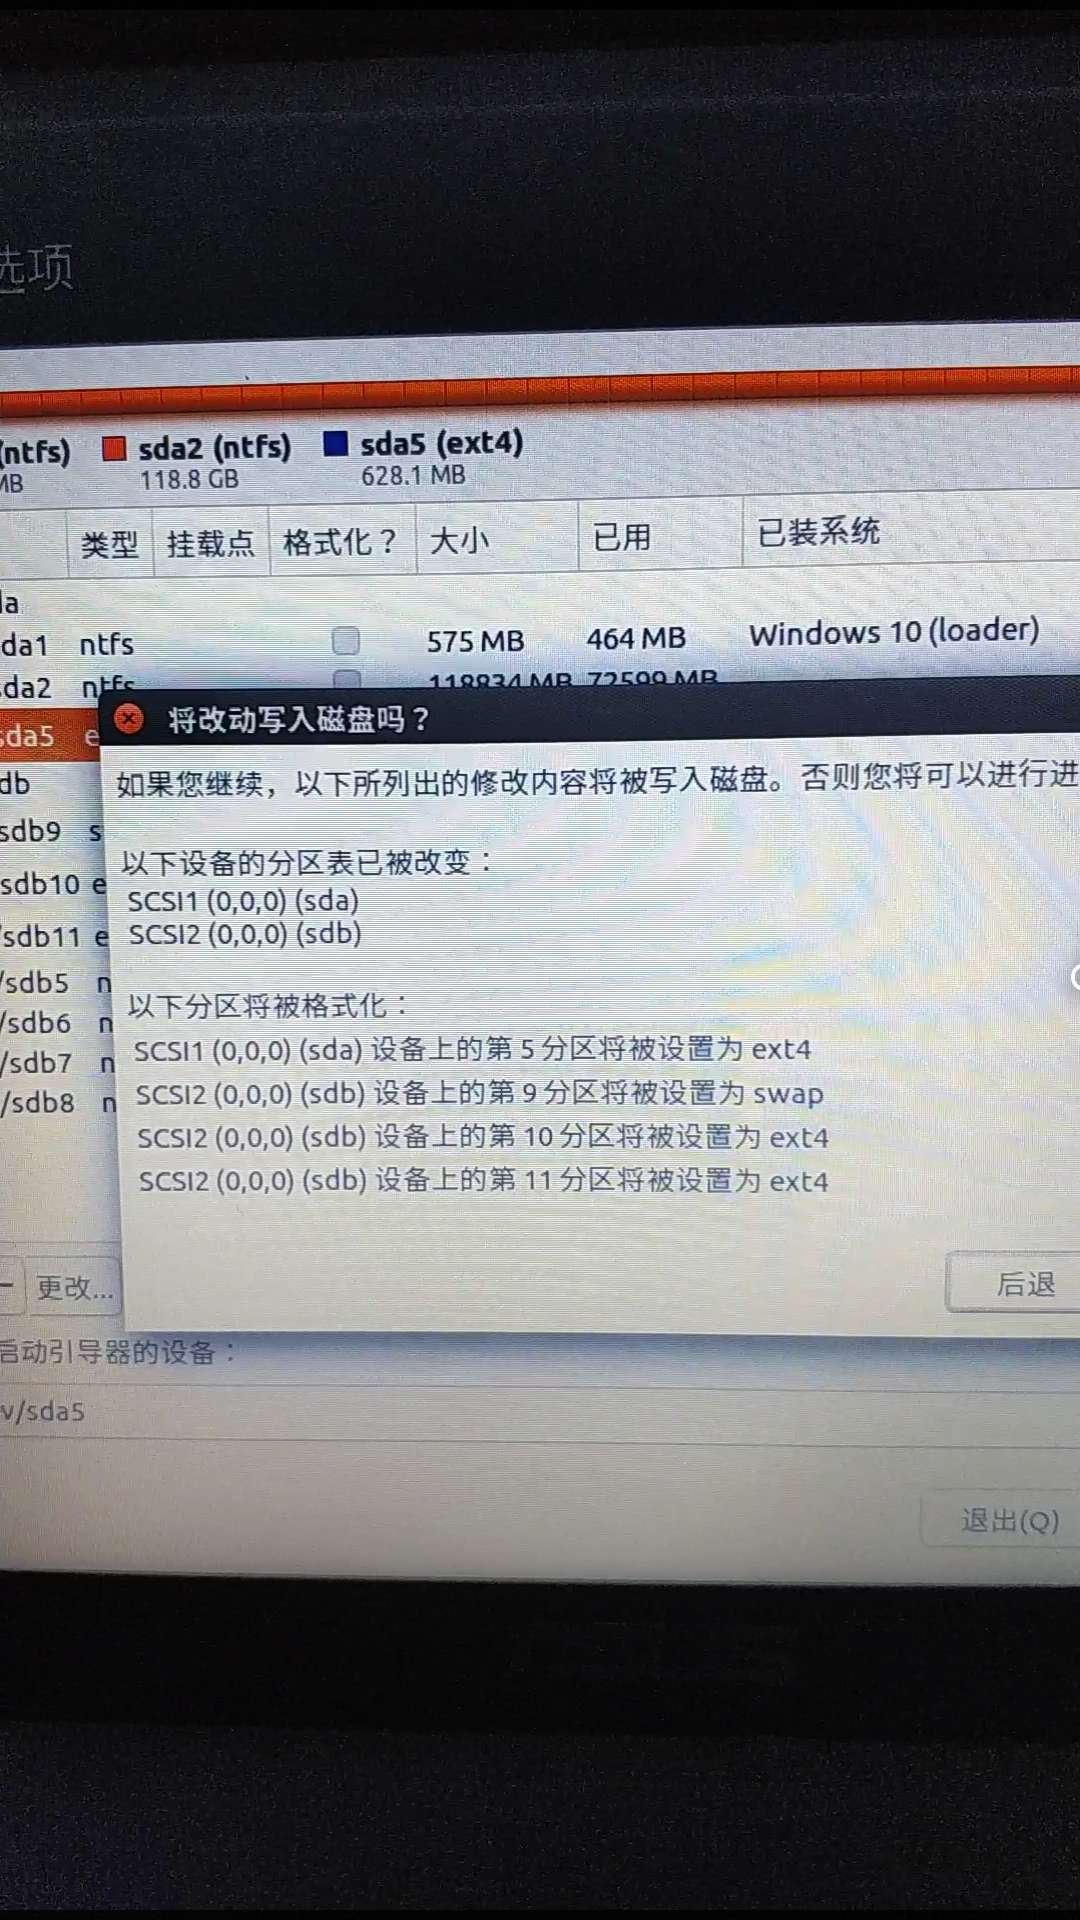 选项
(ntfs) sda2 (ntfs) sda5 (ext4)
MB 118.8 GB 628.1 MB
类型 挂载点 格式化？ 大小 已用 已装系统
da
da1 ntfs 575 MB 464 MB Windows 10 (loader)
sda2 ntfs 118834 MB 72599 MB
sda5 e
将改动写入磁盘吗？
db
如果您继续，以下所列出的修改内容将被写入磁盘。否则您将可以进行进
sdb9 s
以下设备的分区表已被改变：
sdb10 e
SCSI1 (0,0,0) (sda)
/sdb11 e
SCSI2 (0,0,0) (sdb)
/sdb5 n
以下分区将被格式化：
/sdb6 n
SCSI1 (0,0,0) (sda) 设备上的第 5 分区将被设置为 ext4
/sdb7 n
SCSI2 (0,0,0) (sdb) 设备上的第 9 分区将被设置为 swap
/sdb8 n
SCSI2 (0,0,0) (sdb) 设备上的第 10 分区将被设置为 ext4
SCSI2 (0,0,0) (sdb) 设备上的第 11 分区将被设置为 ext4
更改...
后退
启动引导器的设备：
v/sda5
退出(Q)